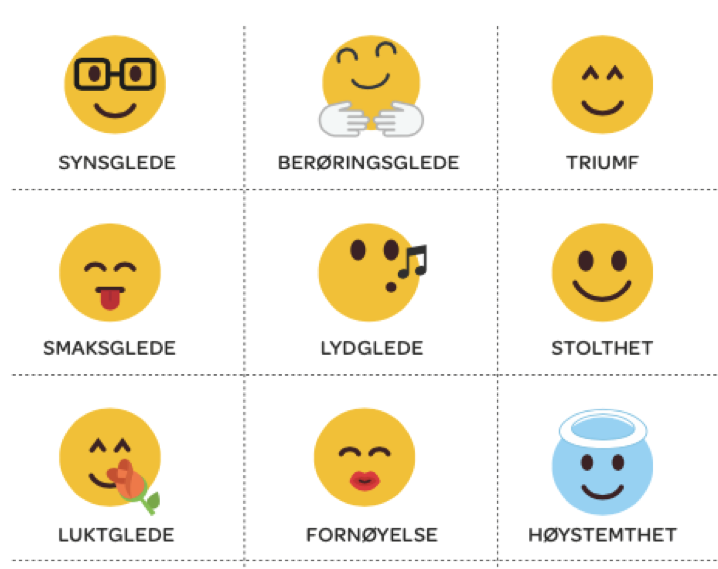 SYNSGLEDE
BERØRINGSGLEDE
TRIUMF
SMAKSGLEDE
LYDGLEDE
STOLTHET
LUKTGLEDE
FORNØYELSE
HØYSTEMTHET